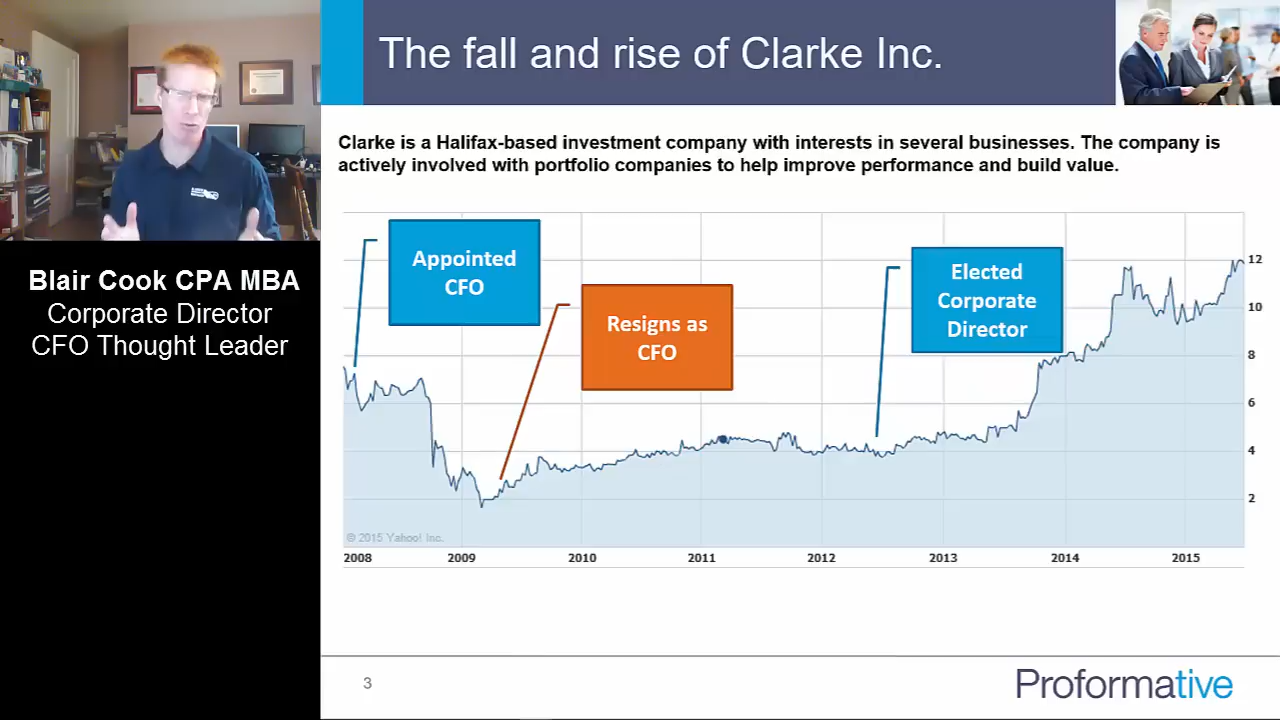 The fall and rise of Clarke Inc.
Clarke is a Halifax-based investment company with interests in several businesses. The company is
actively involved with portfolio companies to help improve performance and build value.
Blair Cook CPA MBA
Corporate Director
CFO Thought Leader
Appointed
CFO
Resigns as
CFO
Elected
Corporate
Director
12
10
8
6
4
2
© 2015 Yahoo! Inc.
2008 2009 2010 2011 2012 2013 2014 2015
3
Proformative